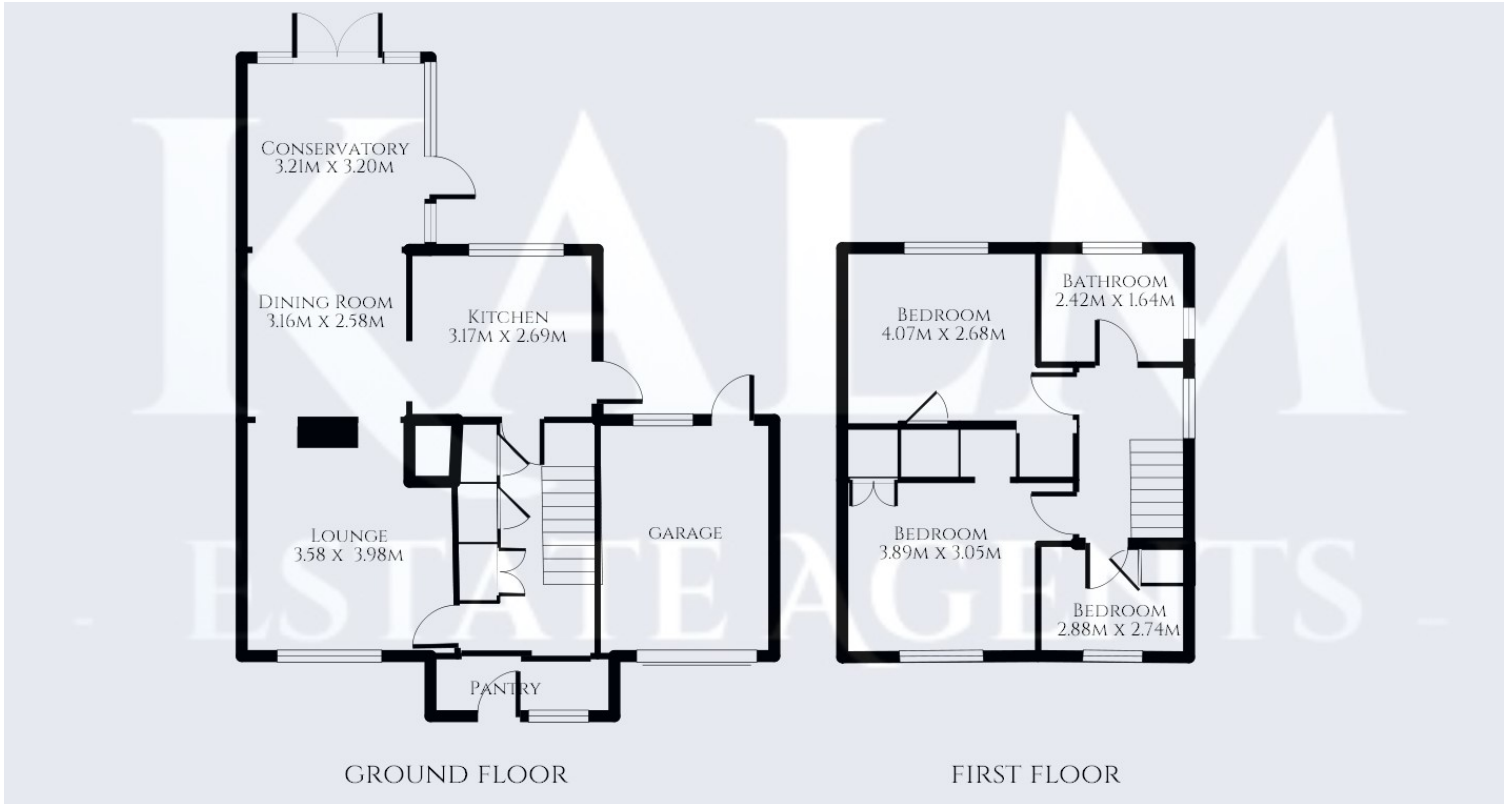 KALM
ESTATE AGENTS
CONSERVATORY
3.21M X 3.20M
DINING ROOM
3.16M X 2.58M
KITCHEN
3.17M X 2.69M
LOUNGE
3.58 X 3.98M
GARAGE
PANTRY
GROUND FLOOR
BEDROOM
4.07M X 2.68M
BATHROOM
2.42M X 1.64M
BEDROOM
3.89M X 3.05M
BEDROOM
2.88M X 2.74M
FIRST FLOOR